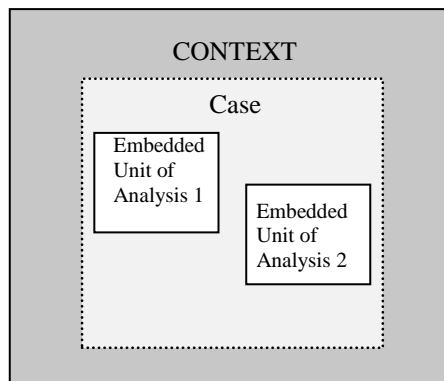 CONTEXT
Case
Embedded
Unit of
Analysis 1
Embedded
Unit of
Analysis 2